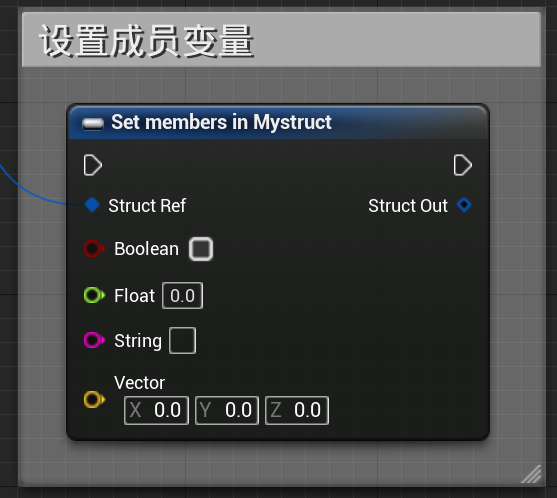 设置成员变量
Set members in Mystruct
Struct Ref Struct Out
Boolean
Float 0.0
String
Vector
X 0.0 Y 0.0 Z 0.0